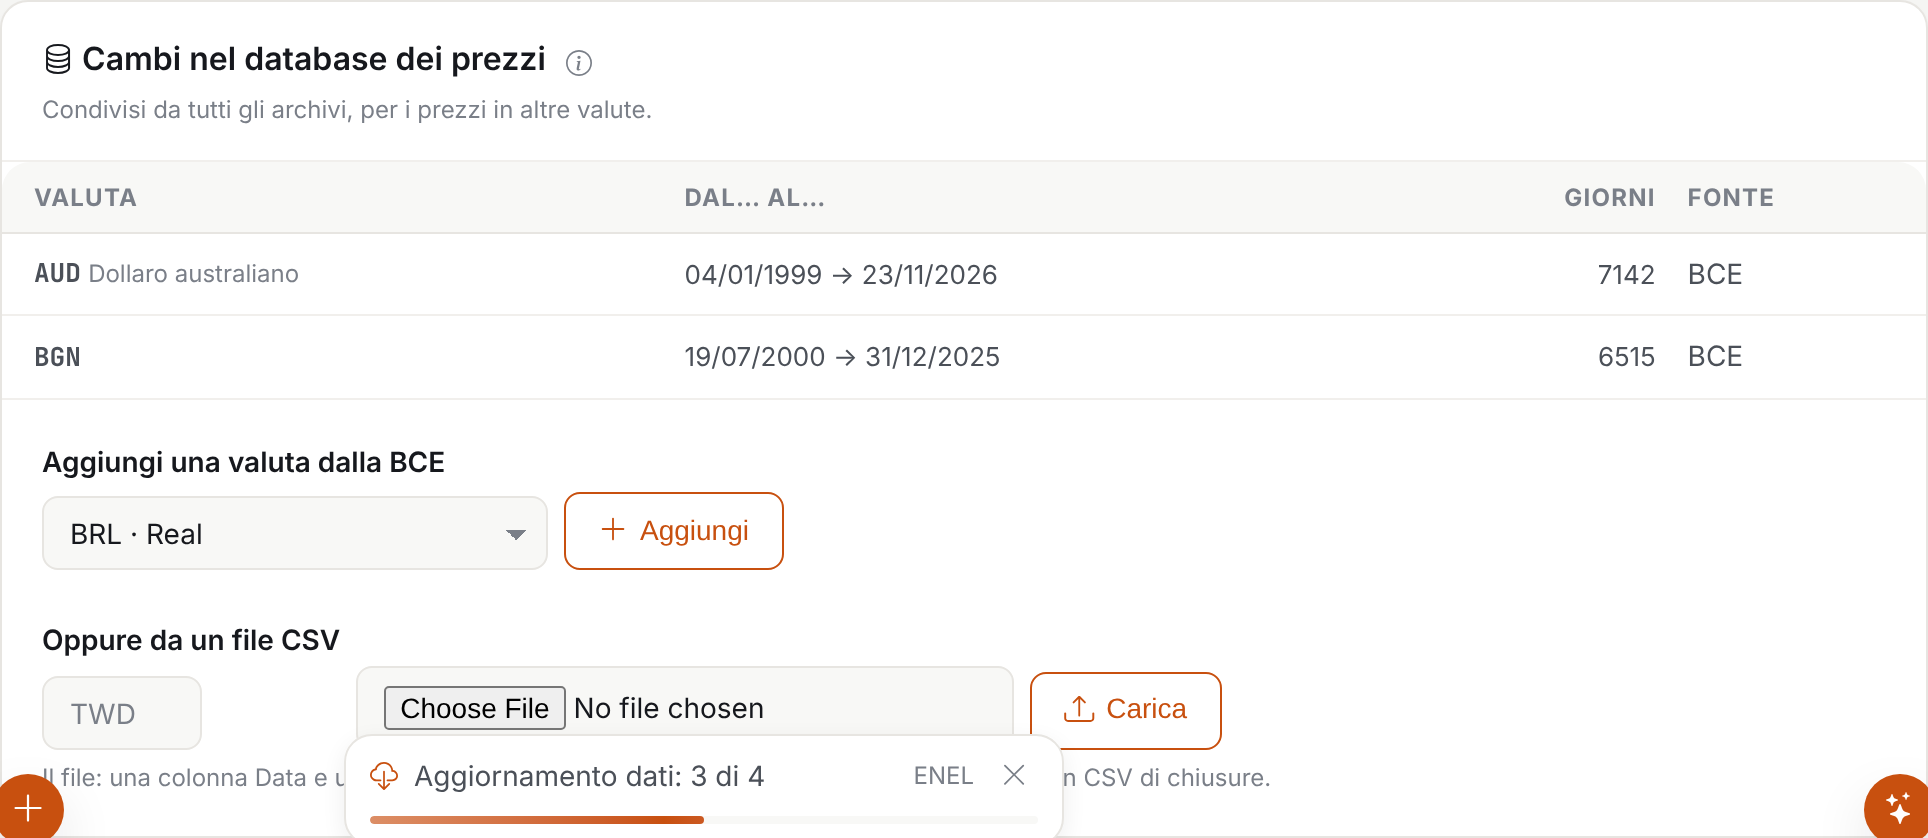 Cambi nel database dei prezzi
Condivisi da tutti gli archivi, per i prezzi in altre valute.
VALUTA DAL... AL... GIORNI FONTE
AUD Dollaro australiano 04/01/1999 → 23/11/2026 7142 BCE
BGN 19/07/2000 → 31/12/2025 6515 BCE
Aggiungi una valuta dalla BCE
BRL · Real
Aggiungi
Oppure da un file CSV
TWD
Choose File No file chosen
Carica
Il file: una colonna Data e
CSV di chiusure.
Aggiornamento dati: 3 di 4 ENEL